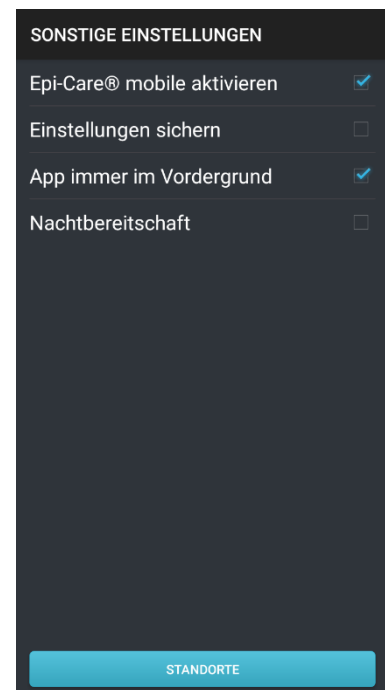 SONSTIGE EINSTELLUNGEN
Epi-Care® mobile aktivieren
Einstellungen sichern
App immer im Vordergrund
Nachtbereitschaft
STANDORTE